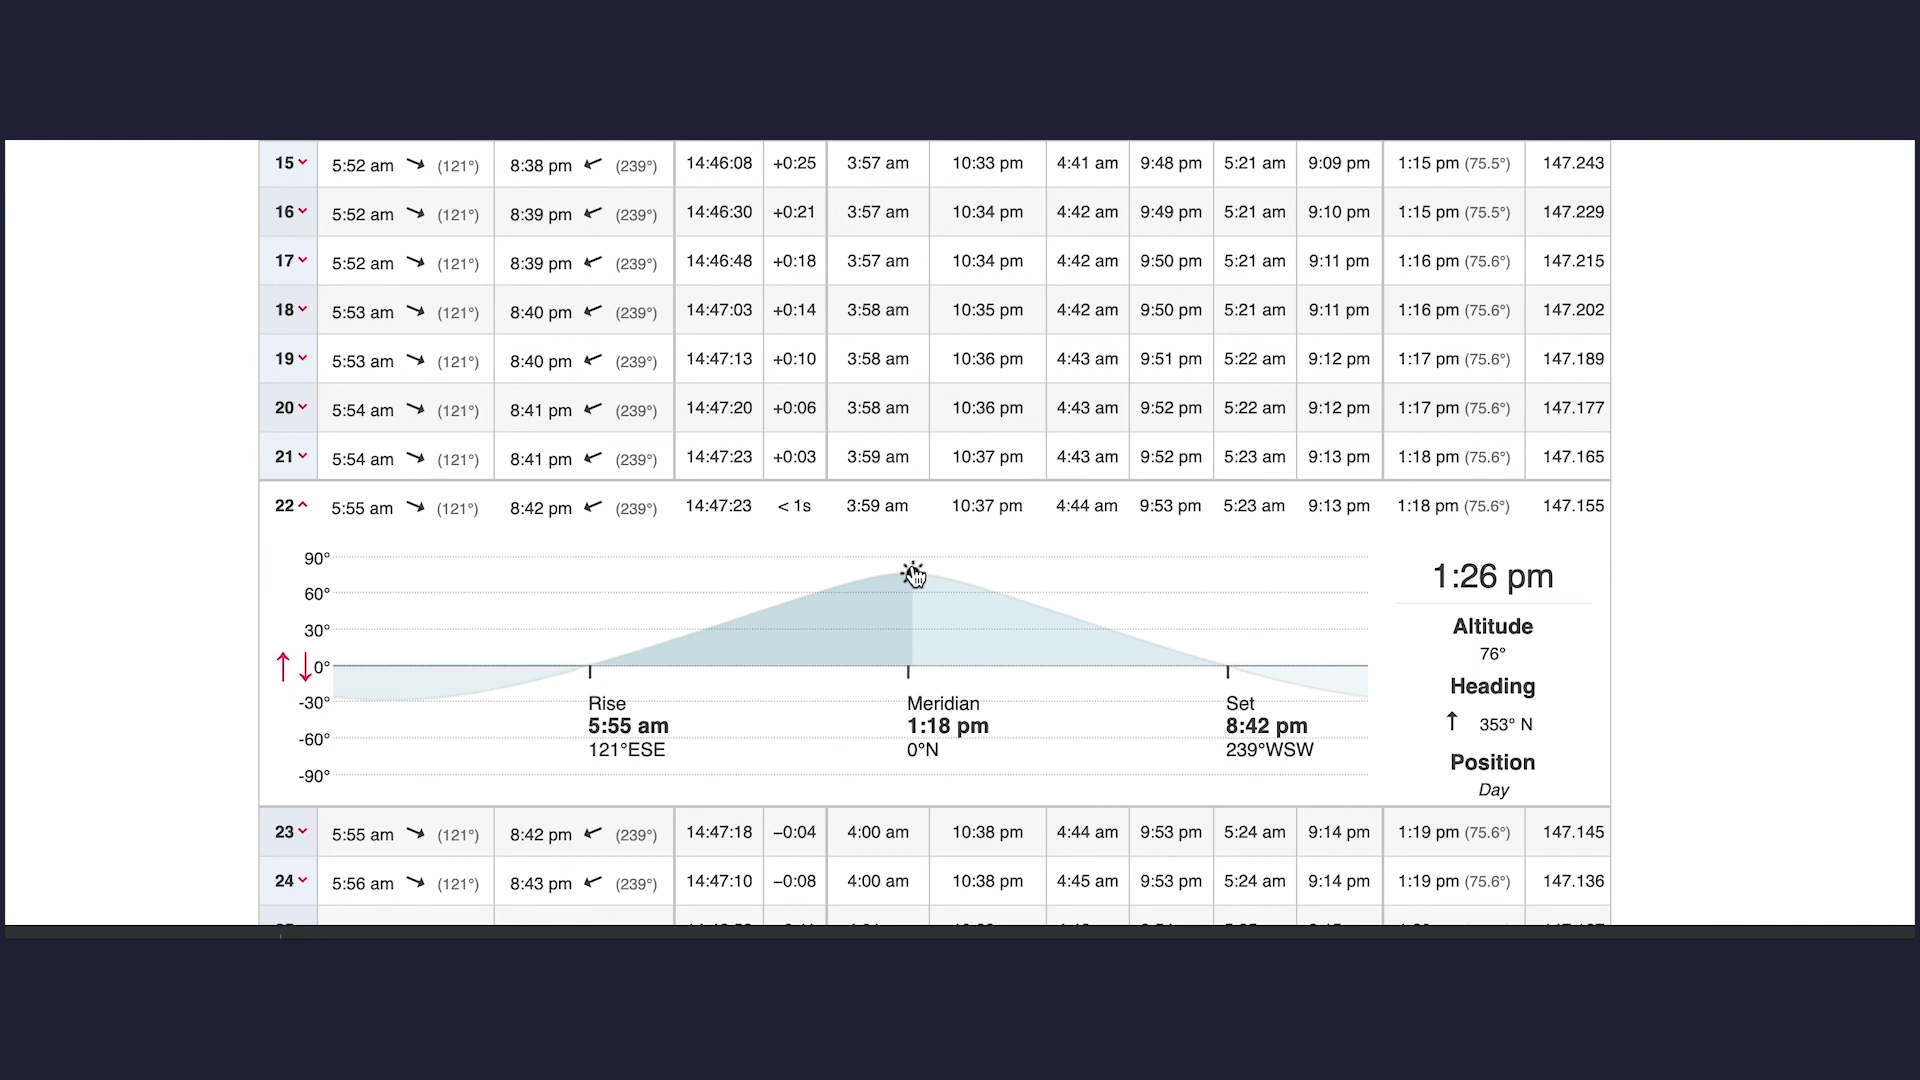 15 5:52 am (121°) 8:38 pm (239°) 14:46:08 +0:25 3:57 am 10:33 pm 4:41 am 9:48 pm 5:21 am 9:09 pm 1:15 pm (75.5°) 147.243
16 5:52 am (121°) 8:39 pm (239°) 14:46:30 +0:21 3:57 am 10:34 pm 4:42 am 9:49 pm 5:21 am 9:10 pm 1:15 pm (75.5°) 147.229
17 5:52 am (121°) 8:39 pm (239°) 14:46:48 +0:18 3:57 am 10:34 pm 4:42 am 9:50 pm 5:21 am 9:11 pm 1:16 pm (75.6°) 147.215
18 5:53 am (121°) 8:40 pm (239°) 14:47:03 +0:14 3:58 am 10:35 pm 4:42 am 9:50 pm 5:21 am 9:11 pm 1:16 pm (75.6°) 147.202
19 5:53 am (121°) 8:40 pm (239°) 14:47:13 +0:10 3:58 am 10:36 pm 4:43 am 9:51 pm 5:22 am 9:12 pm 1:17 pm (75.6°) 147.189
20 5:54 am (121°) 8:41 pm (239°) 14:47:20 +0:06 3:58 am 10:36 pm 4:43 am 9:52 pm 5:22 am 9:12 pm 1:17 pm (75.6°) 147.177
21 5:54 am (121°) 8:41 pm (239°) 14:47:23 +0:03 3:59 am 10:37 pm 4:43 am 9:52 pm 5:23 am 9:13 pm 1:18 pm (75.6°) 147.165
22 5:55 am (121°) 8:42 pm (239°) 14:47:23 < 1s 3:59 am 10:37 pm 4:44 am 9:53 pm 5:23 am 9:13 pm 1:18 pm (75.6°) 147.155
90°
60°
30°
0°
-30°
-60°
-90°
Rise
5:55 am
121°ESE
Meridian
1:18 pm
0°N
Set
8:42 pm
239°WSW
1:26 pm
Altitude
76°
Heading
353° N
Position
Day
23 5:55 am (121°) 8:42 pm (239°) 14:47:18 −0:04 4:00 am 10:38 pm 4:44 am 9:53 pm 5:24 am 9:14 pm 1:19 pm (75.6°) 147.145
24 5:56 am (121°) 8:43 pm (239°) 14:47:10 −0:08 4:00 am 10:38 pm 4:45 am 9:53 pm 5:24 am 9:14 pm 1:19 pm (75.6°) 147.136